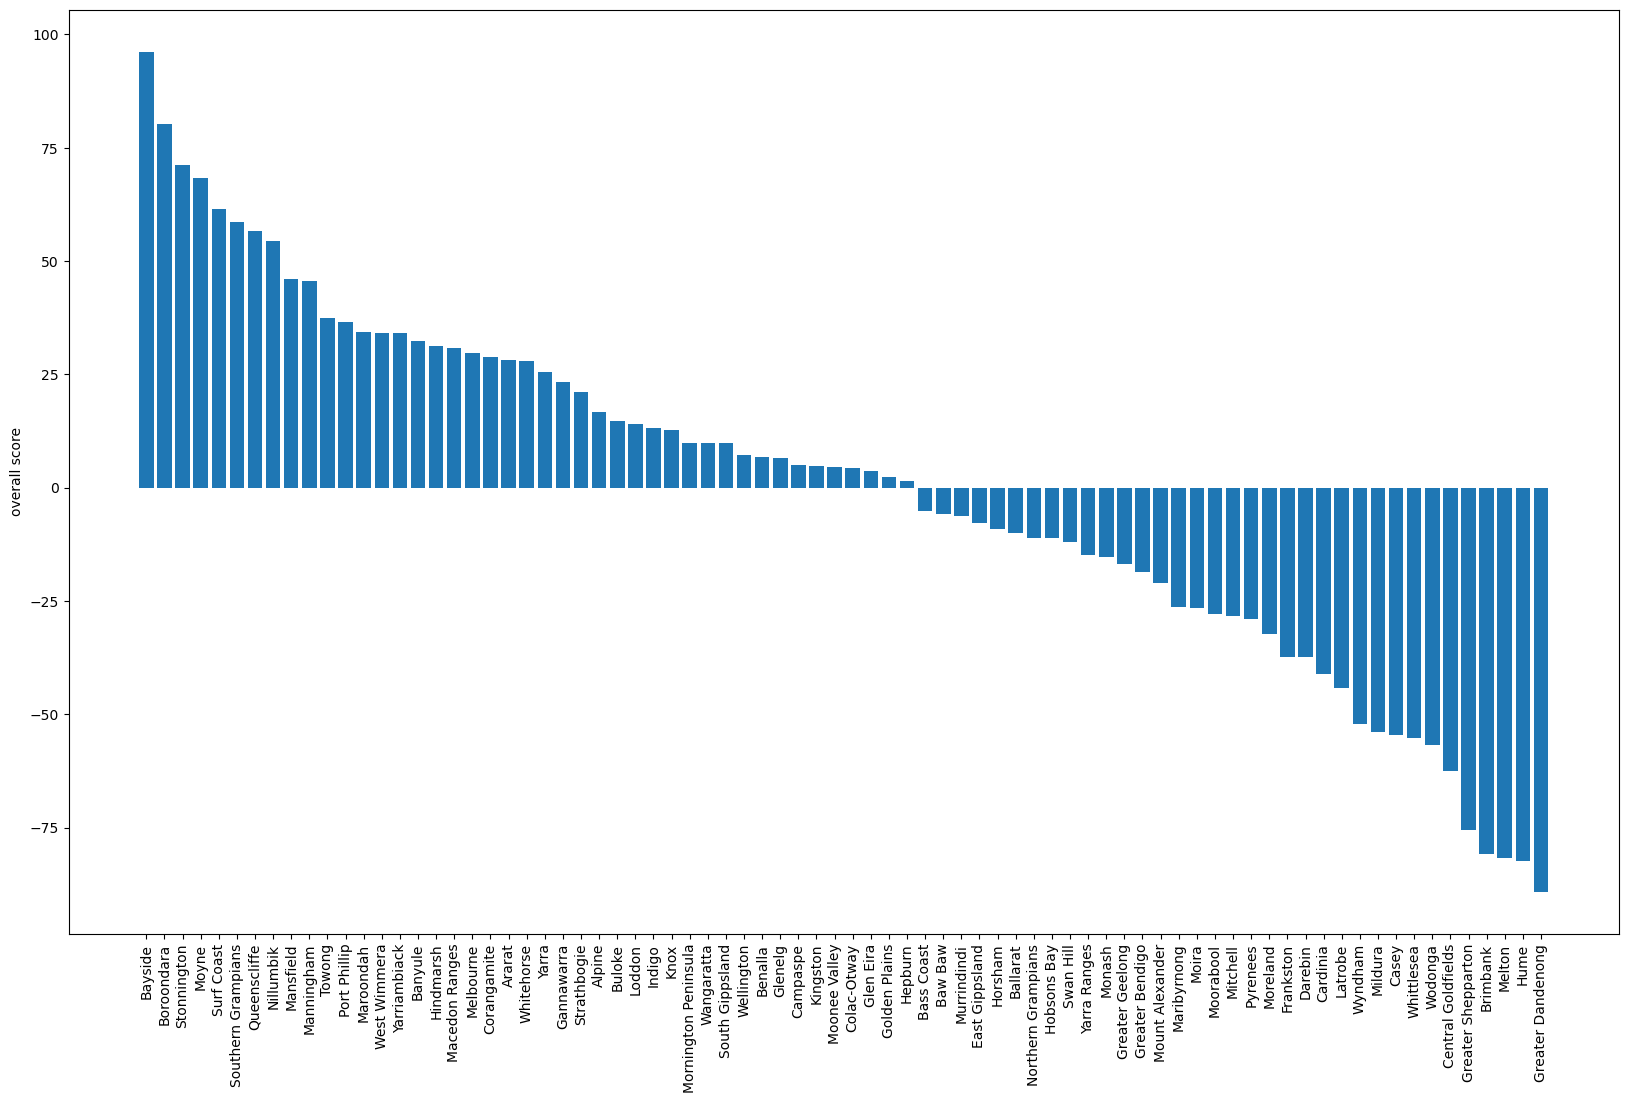 100
75
50
25
0
−25
−50
−75
overall score
Bayside
Boroondara
Stonnington
Moyne
Surf Coast
Southern Grampians
Queenscliffe
Nillumbik
Mansfield
Manningham
Towong
Port Phillip
Maroondah
West Wimmera
Yarriambiack
Banyule
Hindmarsh
Macedon Ranges
Melbourne
Corangamite
Ararat
Whitehorse
Yarra
Gannawarra
Strathbogie
Alpine
Buloke
Loddon
Indigo
Knox
Mornington Peninsula
Wangaratta
South Gippsland
Wellington
Benalla
Glenelg
Campaspe
Kingston
Moonee Valley
Colac-Otway
Glen Eira
Golden Plains
Hepburn
Bass Coast
Baw Baw
Murrindindi
East Gippsland
Horsham
Ballarat
Northern Grampians
Hobsons Bay
Swan Hill
Yarra Ranges
Monash
Greater Geelong
Greater Bendigo
Mount Alexander
Maribyrnong
Moira
Moorabool
Mitchell
Pyrenees
Moreland
Frankston
Darebin
Cardinia
Latrobe
Wyndham
Mildura
Casey
Whittlesea
Wodonga
Central Goldfields
Greater Shepparton
Brimbank
Melton
Hume
Greater Dandenong